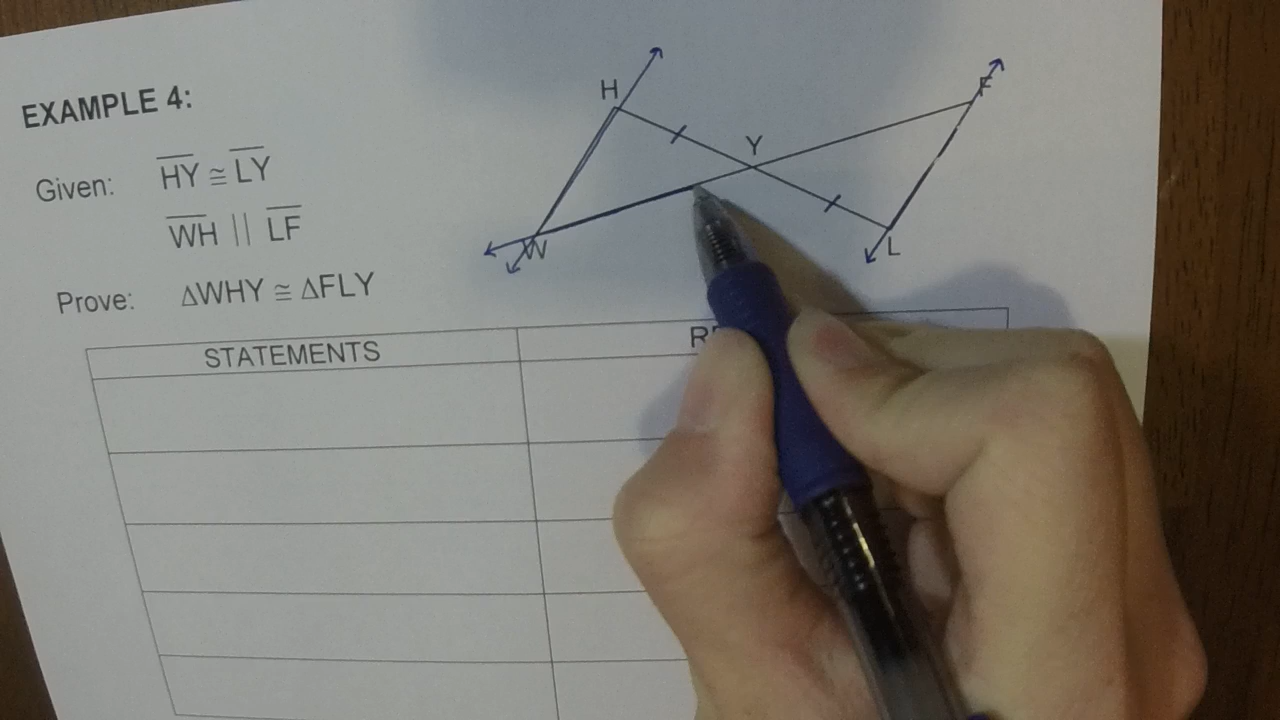 EXAMPLE 4:
Given: HY ≅ LY
WH || LF
Prove: ΔWHY ≅ ΔFLY
H
F
Y
W
L
STATEMENTS